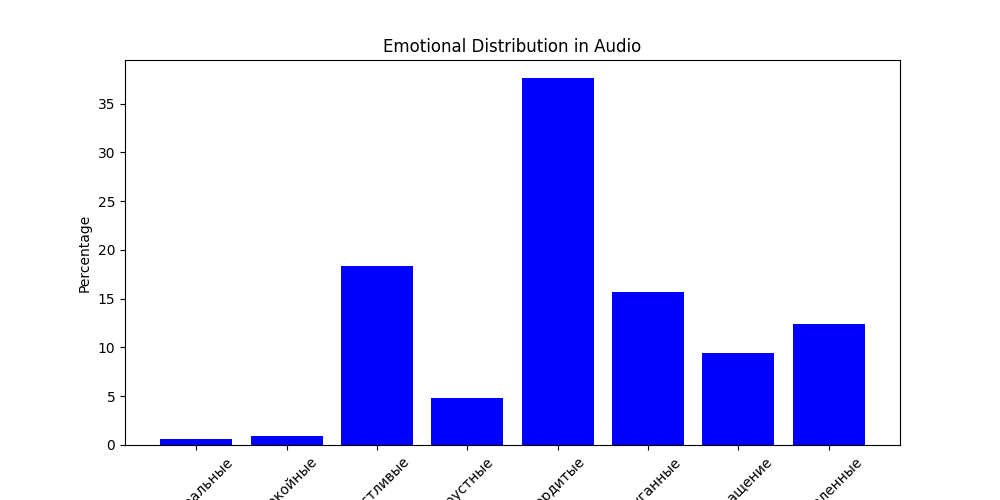 Emotional Distribution in Audio
Percentage
35
30
25
20
15
10
5
0
альные
койные
стливые
рустные
рдитые
уганные
ащение
ленные